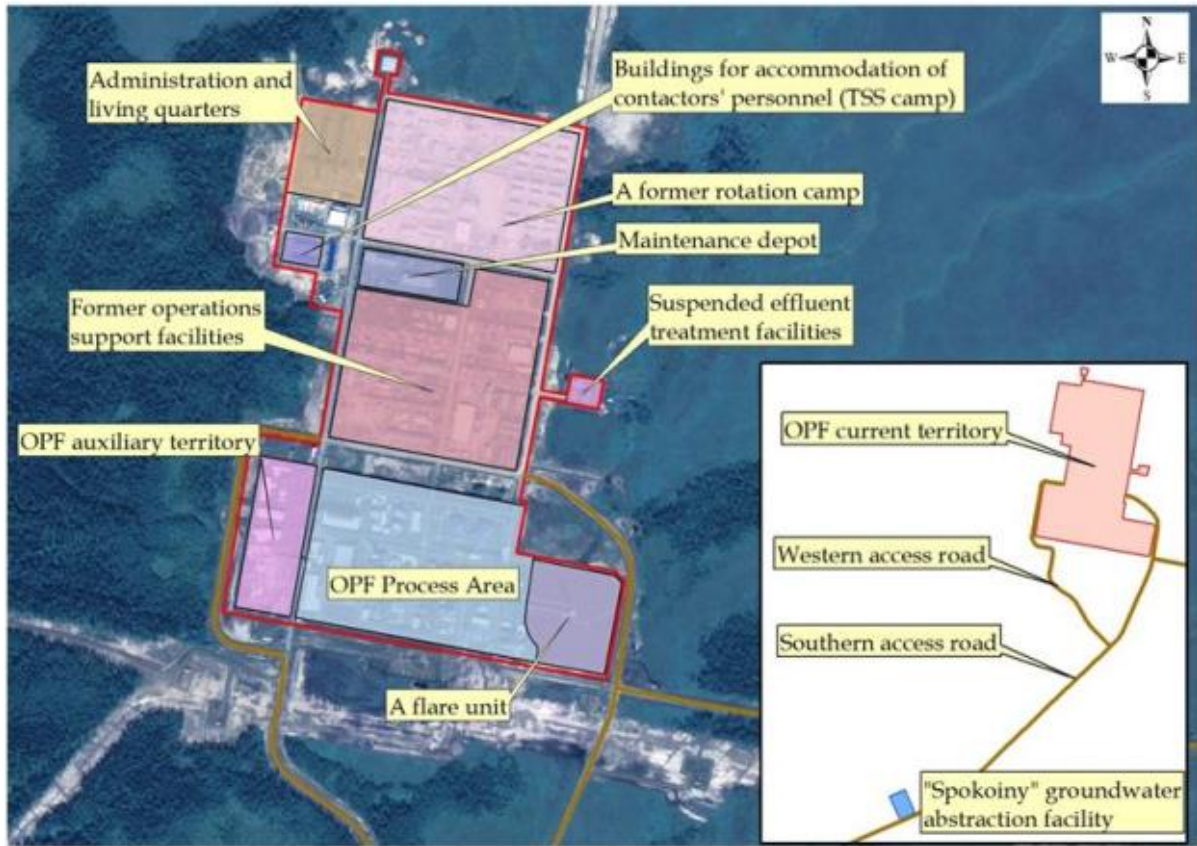 Administration and
living quarters
Buildings for accommodation of
contactors' personnel (TSS camp)
N
W
E
S
A former rotation camp
Maintenance depot
Former operations
support facilities
Suspended effluent
treatment facilities
OPF auxiliary territory
OPF Process Area
A flare unit
OPF current territory
Western access road
Southern access road
"Spokoiny" groundwater
abstraction facility